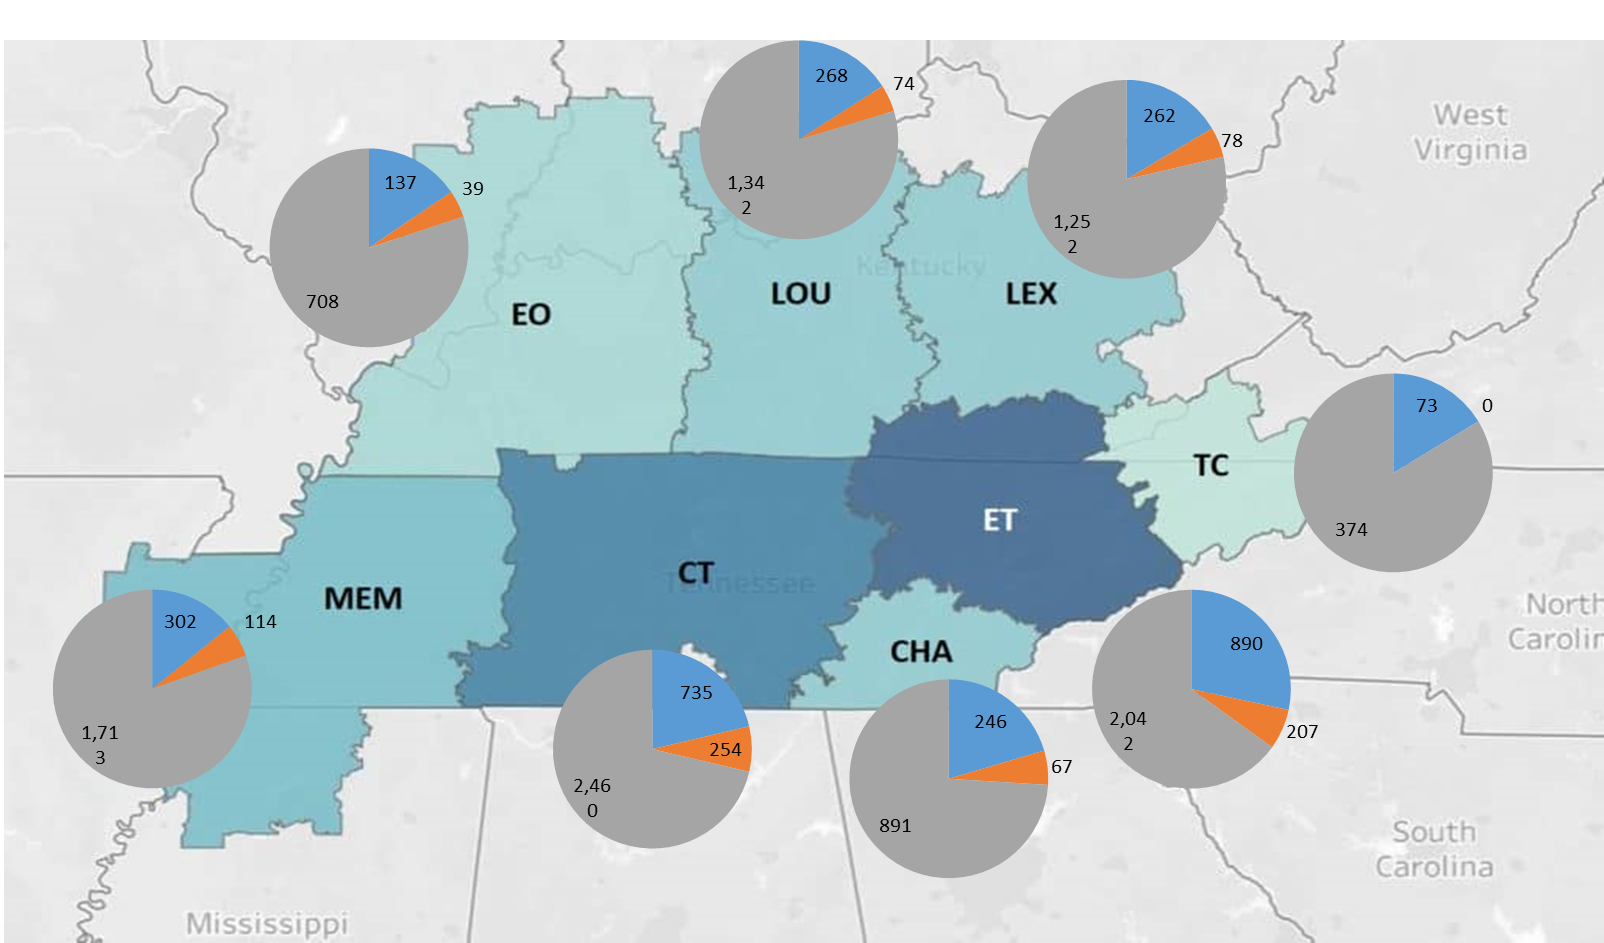 268
74
262
78
West
Virginia
137
39
1,34
2
1,25
2
708
Kentucky
LOU
LEX
EO
73
0
TC
374
ET
CT
Tennessee
MEM
North
Carolin
302
114
CHA
890
735
246
1,71
3
2,04
2
207
254
67
2,46
0
891
South
Carolina
Mississippi